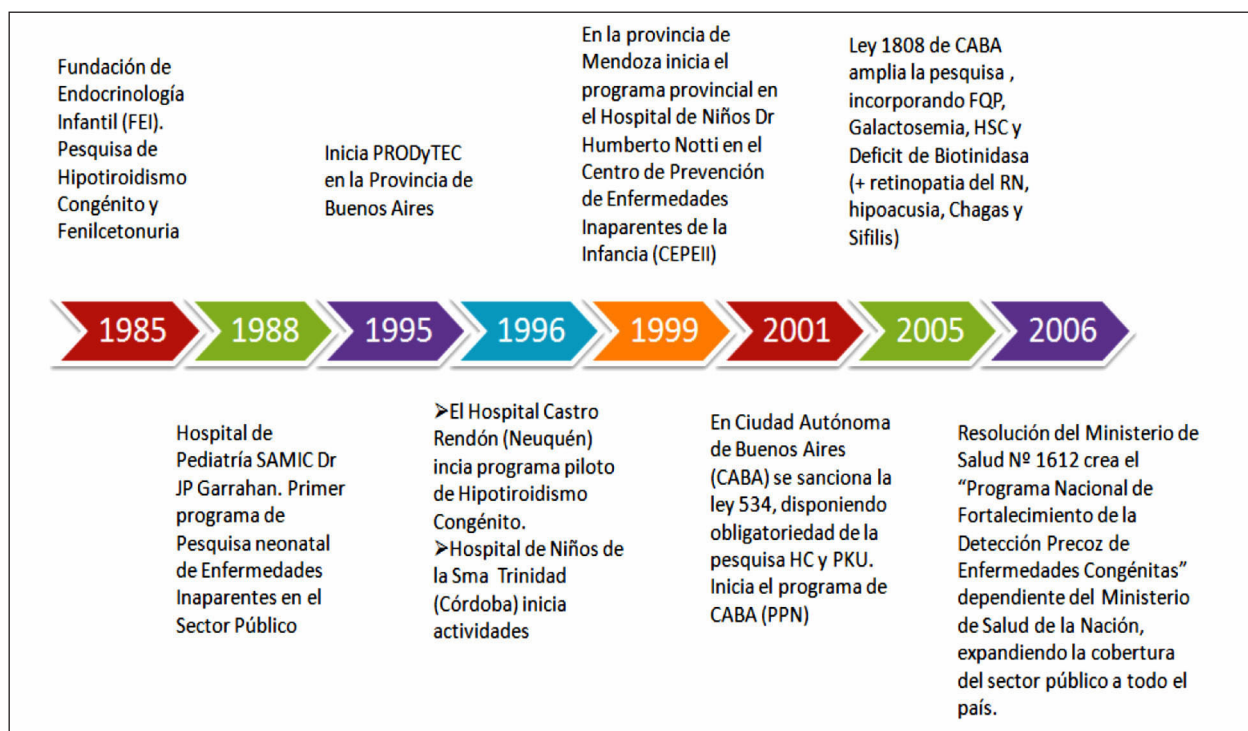 Fundación de
Endocrinología
Infantil (FEI).
Pesquisa de
Hipotiroidismo
Congénito y
Fenilcetonuria
Inicia PRODyTEC
en la Provincia de
Buenos Aires
En la provincia de
Mendoza inicia el
programa provincial en
el Hospital de Niños Dr
Humberto Notti en el
Centro de Prevención
de Enfermedades
Inaparentes de la
Infancia (CEPEII)
Ley 1808 de CABA
amplia la pesquisa ,
incorporando FQP,
Galactosemia, HSC y
Deficit de Biotinidasa
(+ retinopatia del RN,
hipoacusia, Chagas y
Sifilis)
1985 1988 1995 1996 1999 2001 2005 2006
Hospital de
Pediatría SAMIC Dr
JP Garrahan. Primer
programa de
Pesquisa neonatal
de Enfermedades
Inaparentes en el
Sector Público
➢El Hospital Castro
Rendón (Neuquén)
incia programa piloto
de Hipotiroidismo
Congénito.
➢Hospital de Niños de
la Sma Trinidad
(Córdoba) inicia
actividades
En Ciudad Autónoma
de Buenos Aires
(CABA) se sanciona la
ley 534, disponiendo
obligatoriedad de la
pesquisa HC y PKU.
Inicia el programa de
CABA (PPN)
Resolución del Ministerio de
Salud Nº 1612 crea el
“Programa Nacional de
Fortalecimiento de la
Detección Precoz de
Enfermedades Congénitas”
dependiente del Ministerio
de Salud de la Nación,
expandiendo la cobertura
del sector público a todo el
país.